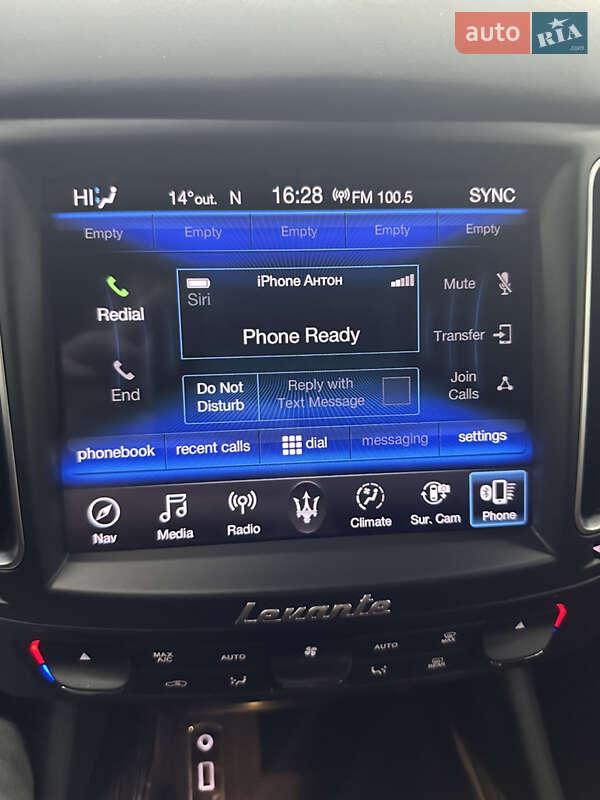 auto RIA .com
HI 14°out. N 16:28 FM 100.5 SYNC
Empty Empty Empty Empty Empty
iPhone Антон
Siri
Phone Ready
Redial
End
Mute
Transfer
Join
Calls
Do Not
Disturb
Reply with
Text Message
phonebook recent calls dial messaging settings
Nav Media Radio Climate Sur. Cam Phone
Levante
MAX
A/C
AUTO
AUTO
MAX
REAR